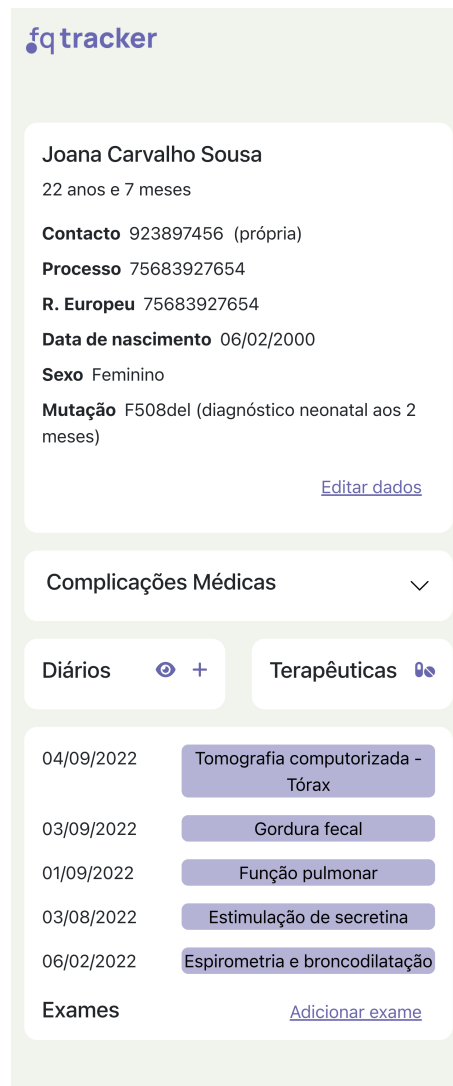 fq tracker
Joana Carvalho Sousa
22 anos e 7 meses
Contacto 923897456 (própria)
Processo 75683927654
R. Europeu 75683927654
Data de nascimento 06/02/2000
Sexo Feminino
Mutação F508del (diagnóstico neonatal aos 2
meses)
Editar dados
Complicações Médicas
Diários
Terapêuticas
04/09/2022 Tomografia computorizada -
Tórax
03/09/2022 Gordura fecal
01/09/2022 Função pulmonar
03/08/2022 Estimulação de secretina
06/02/2022 Espirometria e broncodilatação
Exames Adicionar exame